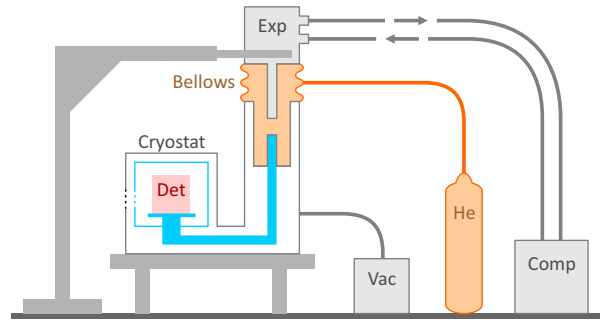 Exp
Bellows
Cryostat
Det
He
Vac
Comp